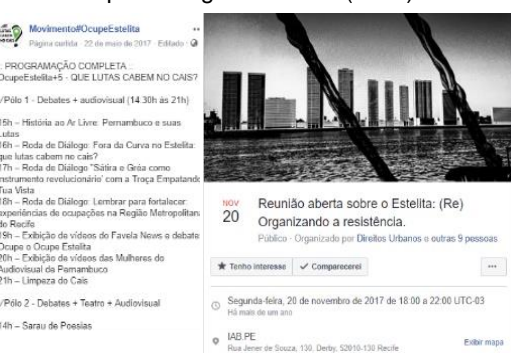 Movimento#OcupeEstelita
Página curtida · 22 de maio de 2017 · Editado ·
PROGRAMAÇÃO COMPLETA
OcupeEstelita+5 - QUE LUTAS CABEM NO CAIS?
/Pólo 1 - Debates + audiovisual (14:30h às 21h)
15h – História ao Ar Livre: Pernambuco e suas
Lutas
16h – Roda de Diálogo: Fora da Curva no Estelita:
que lutas cabem no cais?
17h – Roda de Diálogo "Sátira e Gréa como
instrumento revolucionário' com a Troça Empatando
Tua Vista
18h – Roda de Diálogo: Lembrar para fortalecer:
experiências de ocupações na Região Metropolitana
do Recife
19h – Exibição de vídeos do Favela News e debate
Ocupe o Ocupe Estelita
20h – Exibição de vídeos das Mulheres do
Audiovisual de Pernambuco
21h – Limpeza do Cais
/Pólo 2 - Debates + Teatro + Audiovisual
14h – Sarau de Poesias
NOV
20
Reunião aberta sobre o Estelita: (Re)
Organizando a resistência.
Público · Organizado por Direitos Urbanos e outras 9 pessoas
Tenho interesse
Comparecerei
Segunda-feira, 20 de novembro de 2017 de 18:00 a 22:00 UTC-03
Há mais de um ano
IAB.PE
Rua Jener de Souza, 130, Derby, 52010-130 Recife
Exibir mapa